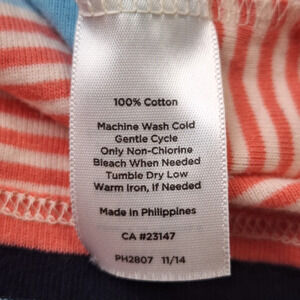 100% Cotton
Machine Wash Cold
Gentle Cycle
Only Non-Chlorine
Bleach When Needed
Tumble Dry Low
Warm Iron, If Needed
Made In Philippines
CA #23147
PH2807 11/14